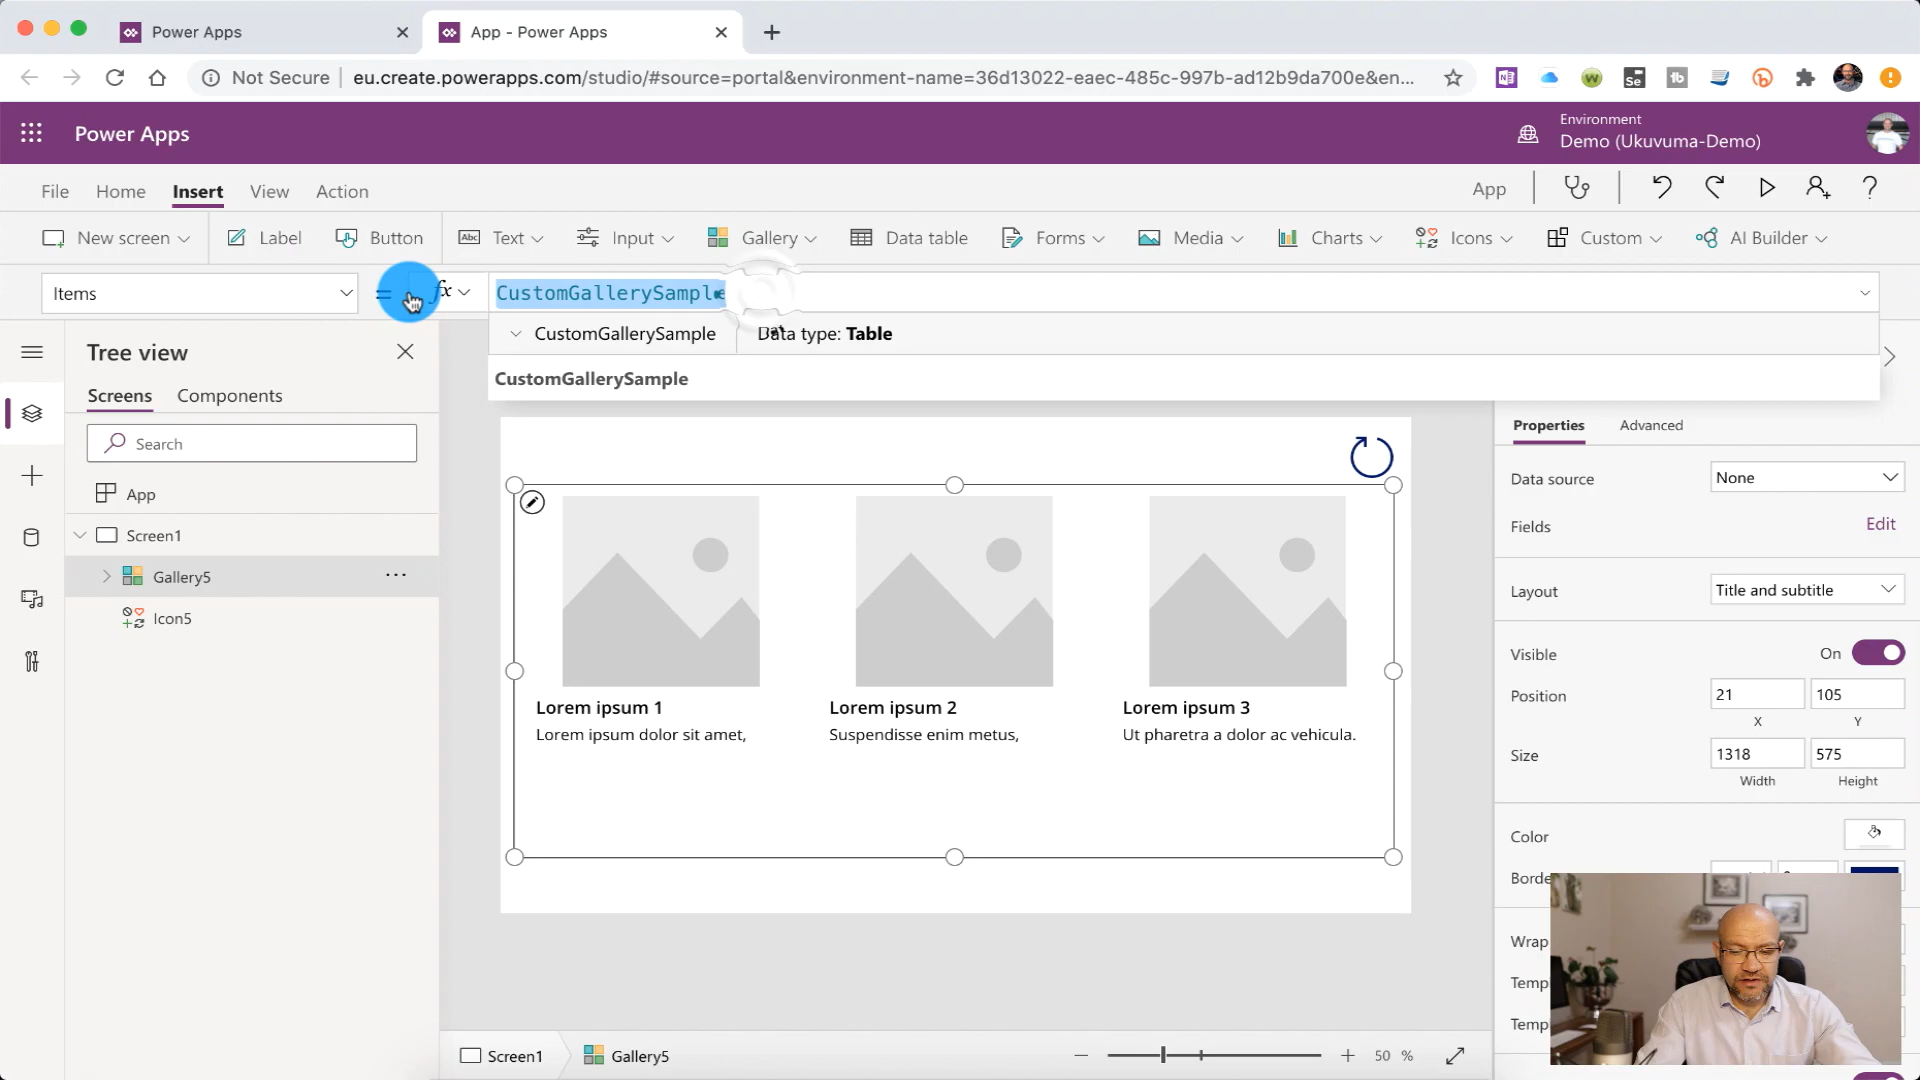 Power Apps
App - Power Apps
Not Secure
eu.create.powerapps.com/studio/#source=portal&environment-name=36d13022-eaec-485c-997b-ad12b9da700e&en...
Power Apps
Environment
Demo (Ukuvuma-Demo)
File Home Insert View Action
App
New screen Label Button Abc Text Input Gallery Data table Forms Media Charts Icons Custom AI Builder
Items
=
fx
CustomGallerySample
CustomGallerySample
Data type: Table
CustomGallerySample
Tree view
Screens Components
Search
App
Screen1
Gallery5
Icon5
Lorem ipsum 1
Lorem ipsum dolor sit amet,
Lorem ipsum 2
Suspendisse enim metus,
Lorem ipsum 3
Ut pharetra a dolor ac vehicula.
Properties Advanced
Data source None
Fields Edit
Layout Title and subtitle
Visible On
Position 21 105
X Y
Size 1318 575
Width Height
Color
Borde
Wrap
Temp
Temp
Screen1 Gallery5
50 %